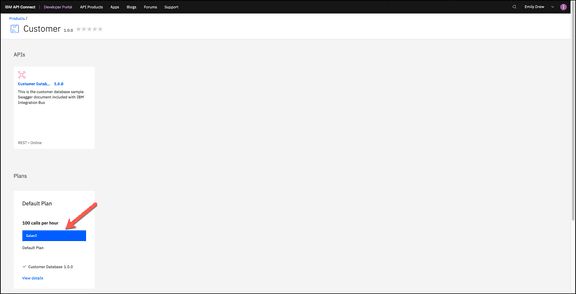 IBM API Connect Developer Portal API Products Apps Blogs Forums Support Emily Drew
Products /
Customer 1.0.0
APIs
Customer Datab... 1.0.0
This is the customer database sample
Swagger document included with IBM
Integration Bus
REST • Online
Plans
Default Plan
100 calls per hour
Select
Default Plan
Customer Database 1.0.0
View details